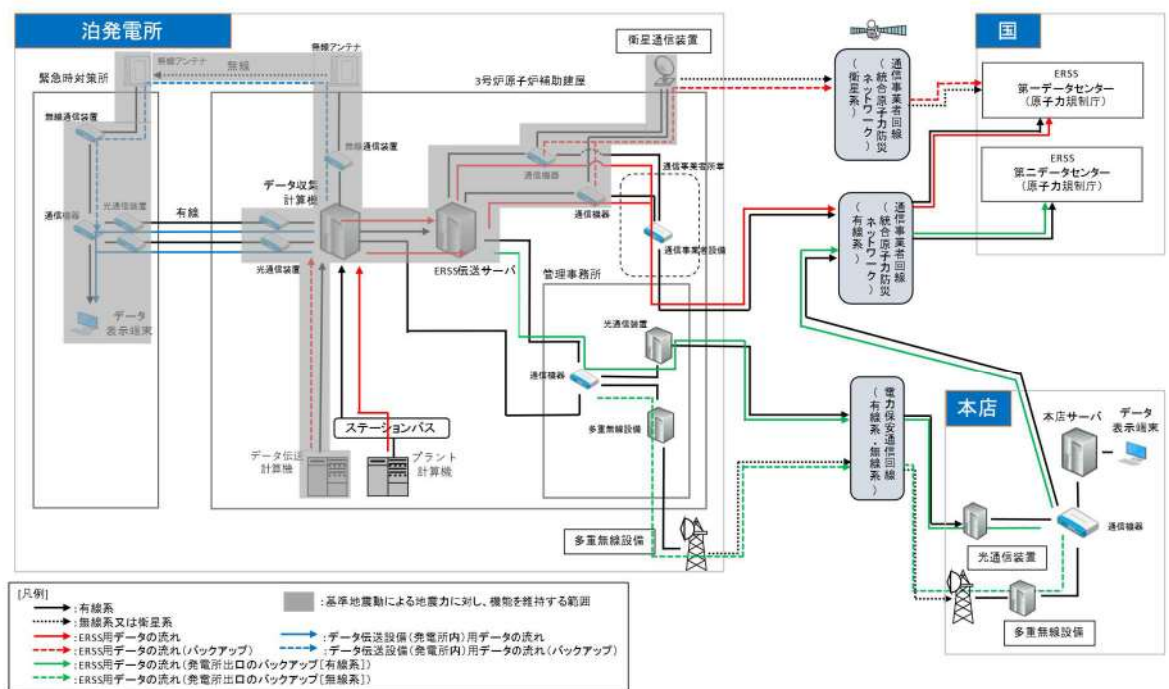 泊発電所
無線アンテナ
衛星通信装置
国
緊急時対策所
無線アンテナ
無線
3号炉原子炉補助建屋
通信事業者回線
(統合原子力防災
ネットワーク)
(衛星系)
ERSS
第一データセンター
(原子力規制庁)
無線通信装置
無線通信装置
通信機器
通信事業者所掌
ERSS
第二データセンター
(原子力規制庁)
データ収集
計算機
通信機器
光通信装置
有線
通信機器
通信事業者設備
通信事業者回線
(統合原子力防災
ネットワーク)
(有線系)
光通信装置
ERSS伝送サーバ
管理事務所
データ
表示端末
光通信装置
通信機器
多重無線設備
電力保安通信回線
(有線系・無線系)
本店
本店サーバ
データ
表示端末
ステーションバス
データ伝送
計算機
プラント
計算機
通信機器
光通信装置
多重無線設備
多重無線設備
[凡例]
:有線系
:無線系又は衛星系
:ERSS用データの流れ
:ERSS用データの流れ(バックアップ)
:ERSS用データの流れ(発電所出口のバックアップ[有線系])
:ERSS用データの流れ(発電所出口のバックアップ[無線系])
:基準地震動による地震力に対し、機能を維持する範囲
:データ伝送設備(発電所内)用データの流れ
:データ伝送設備(発電所内)用データの流れ(バックアップ)